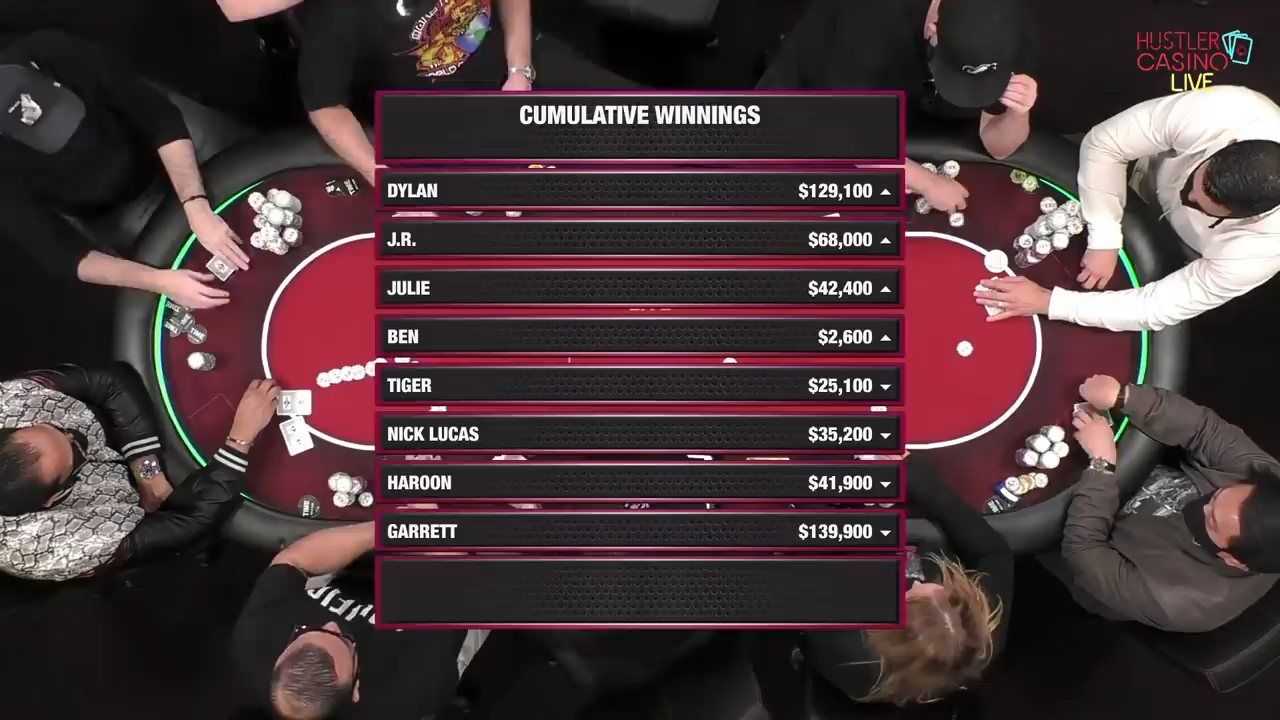 HUSTLER
CASINO
LIVE
CUMULATIVE WINNINGS
DYLAN $129,100
J.R. $68,000
JULIE $42,400
BEN $2,600
TIGER $25,100
NICK LUCAS $35,200
HAROON $41,900
GARRETT $139,900
TIME